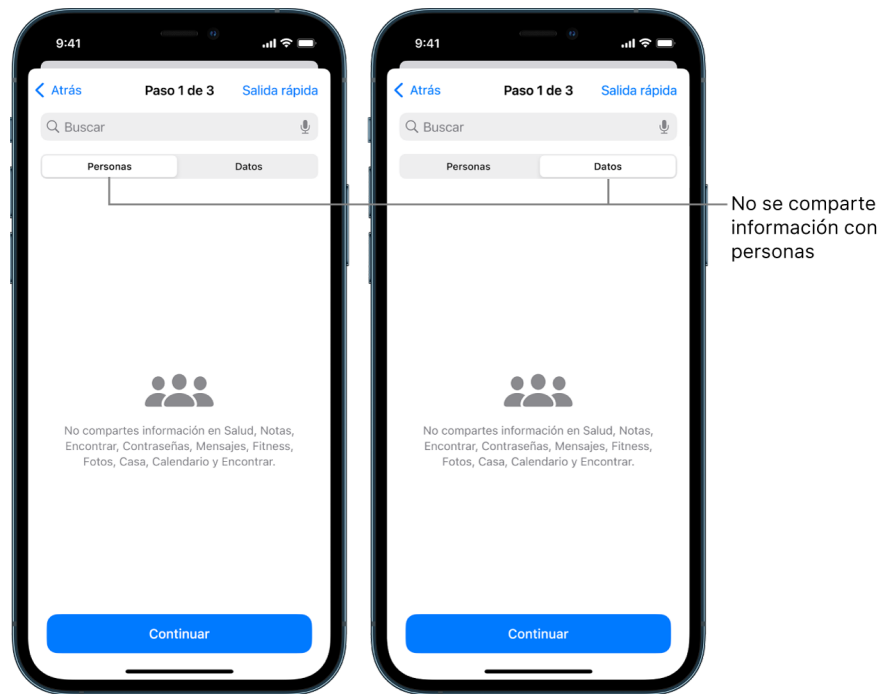 9:41
Atrás
Paso 1 de 3
Salida rápida
Buscar
Personas
Datos
No compartes información en Salud, Notas,
Encontrar, Contraseñas, Mensajes, Fitness,
Fotos, Casa, Calendario y Encontrar.
Continuar
9:41
Atrás
Paso 1 de 3
Salida rápida
Buscar
Personas
Datos
No compartes información en Salud, Notas,
Encontrar, Contraseñas, Mensajes, Fitness,
Fotos, Casa, Calendario y Encontrar.
Continuar
No se comparte
información con
personas